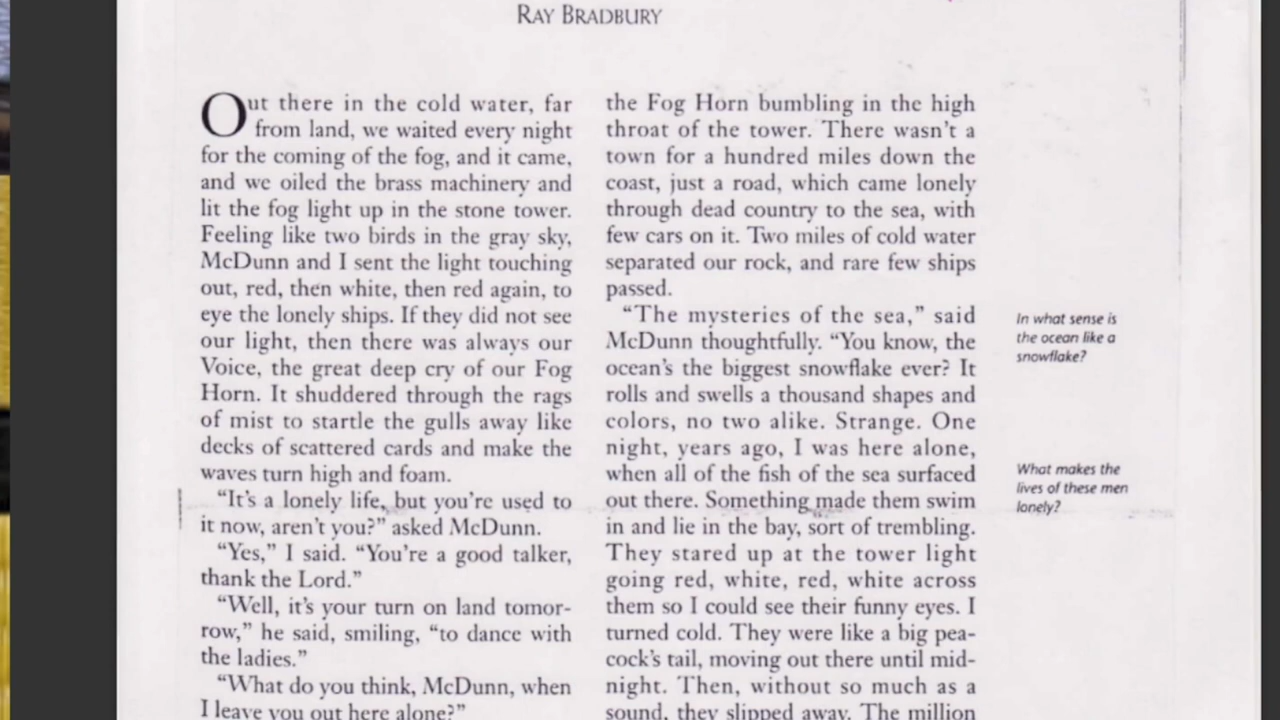 RAY BRADBURY
Out there in the cold water, far
from land, we waited every night
for the coming of the fog, and it came,
and we oiled the brass machinery and
lit the fog light up in the stone tower.
Feeling like two birds in the gray sky,
McDunn and I sent the light touching
out, red, then white, then red again, to
eye the lonely ships. If they did not see
our light, then there was always our
Voice, the great deep cry of our Fog
Horn. It shuddered through the rags
of mist to startle the gulls away like
decks of scattered cards and make the
waves turn high and foam.
“It’s a lonely life, but you’re used to
it now, aren’t you?” asked McDunn.
“Yes,” I said. “You’re a good talker,
thank the Lord.”
“Well, it’s your turn on land tomor-
row,” he said, smiling, “to dance with
the ladies.”
“What do you think, McDunn, when
I leave you out here alone?”
the Fog Horn bumbling in the high
throat of the tower. There wasn’t a
town for a hundred miles down the
coast, just a road, which came lonely
through dead country to the sea, with
few cars on it. Two miles of cold water
separated our rock, and rare few ships
passed.
“The mysteries of the sea,” said
McDunn thoughtfully. “You know, the
ocean’s the biggest snowflake ever? It
rolls and swells a thousand shapes and
colors, no two alike. Strange. One
night, years ago, I was here alone,
when all of the fish of the sea surfaced
out there. Something made them swim
in and lie in the bay, sort of trembling.
They stared up at the tower light
going red, white, red, white across
them so I could see their funny eyes. I
turned cold. They were like a big pea-
cock’s tail, moving out there until mid-
night. Then, without so much as a
sound, they slipped away. The million
In what sense is
the ocean like a
snowflake?
What makes the
lives of these men
lonely?